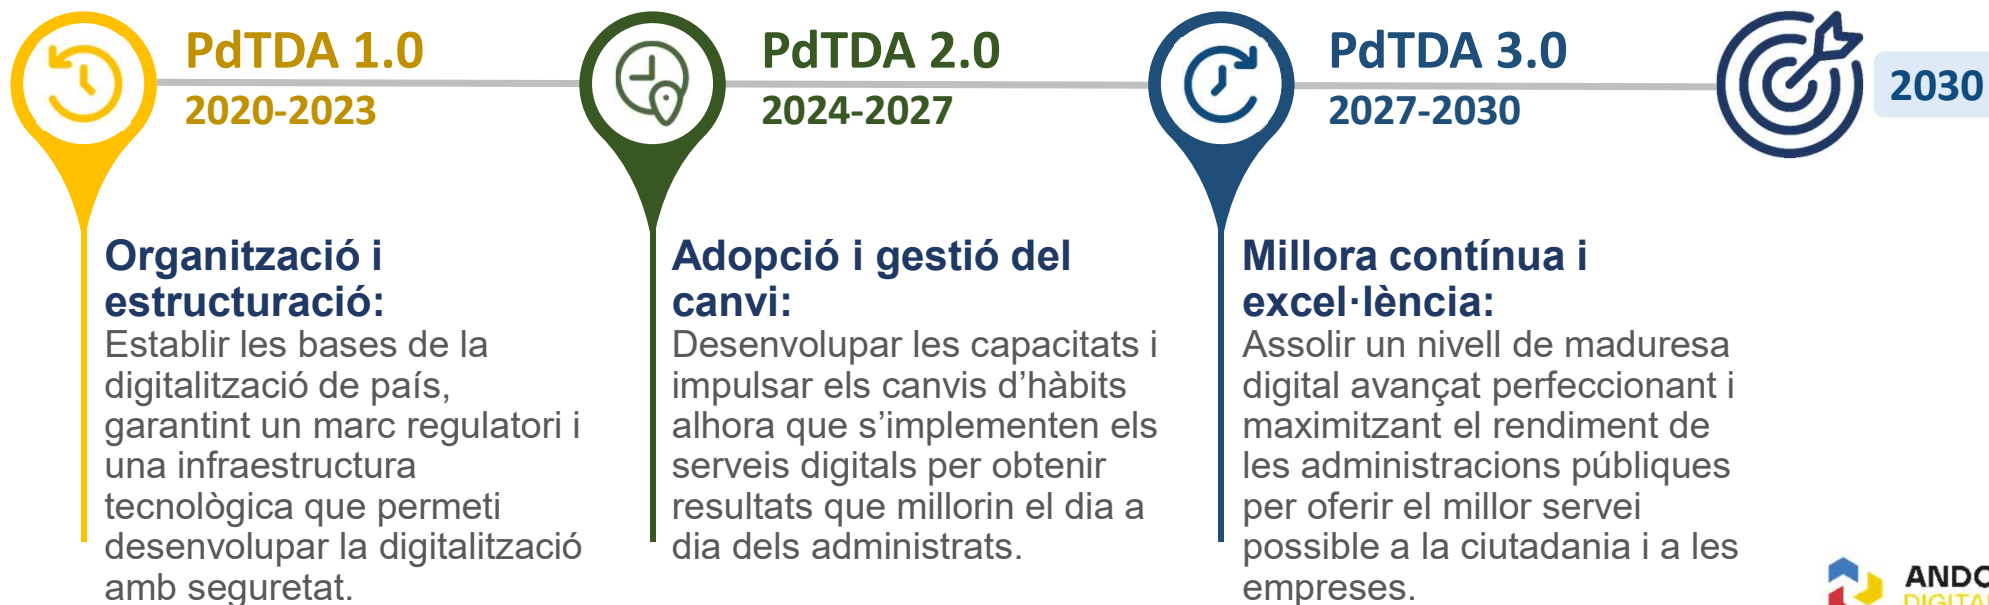 PdTDA 1.0
2020-2023
PdTDA 2.0
2024-2027
PdTDA 3.0
2027-2030
2030
Organització i
estructuració:
Establir les bases de la
digitalització de país,
garantint un marc regulatori i
una infraestructura
tecnològica que permeti
desenvolupar la digitalització
amb seguretat.
Adopció i gestió del
canvi:
Desenvolupar les capacitats i
impulsar els canvis d’hàbits
alhora que s’implementen els
serveis digitals per obtenir
resultats que millorin el dia a
dia dels administrats.
Millora contínua i
excel·lència:
Assolir un nivell de maduresa
digital avançat perfeccionant i
maximitzant el rendiment de
les administracions públiques
per oferir el millor servei
possible a la ciutadania i a les
empreses.